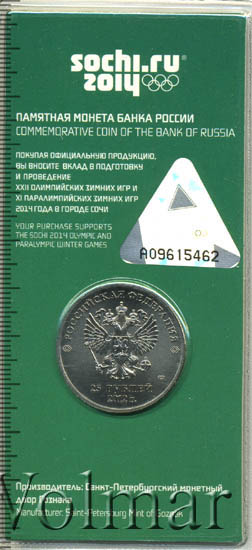 sochi.ru
2014
ПАМЯТНАЯ МОНЕТА БАНКА РОССИИ
COMMEMORATIVE COIN OF THE BANK OF RUSSIA
ПОКУПАЯ ОФИЦИАЛЬНУЮ ПРОДУКЦИЮ,
ВЫ ВНОСИТЕ ВКЛАД В ПОДГОТОВКУ
И ПРОВЕДЕНИЕ
XXII ОЛИМПИЙСКИХ ЗИМНИХ ИГР И
XI ПАРАЛИМПИЙСКИХ ЗИМНИХ ИГР
2014 ГОДА В ГОРОДЕ СОЧИ
YOUR PURCHASE SUPPORTS
THE SOCHI 2014 OLYMPIC AND
PARALYMPIC WINTER GAMES
A09615462
РОССИЙСКАЯ ФЕДЕРАЦИЯ
25 РУБЛЕЙ
Производитель: Санкт-Петербургский монетный
двор Гознака
Manufacturer: Saint-Petersburg Mint of Goznak
Volmar